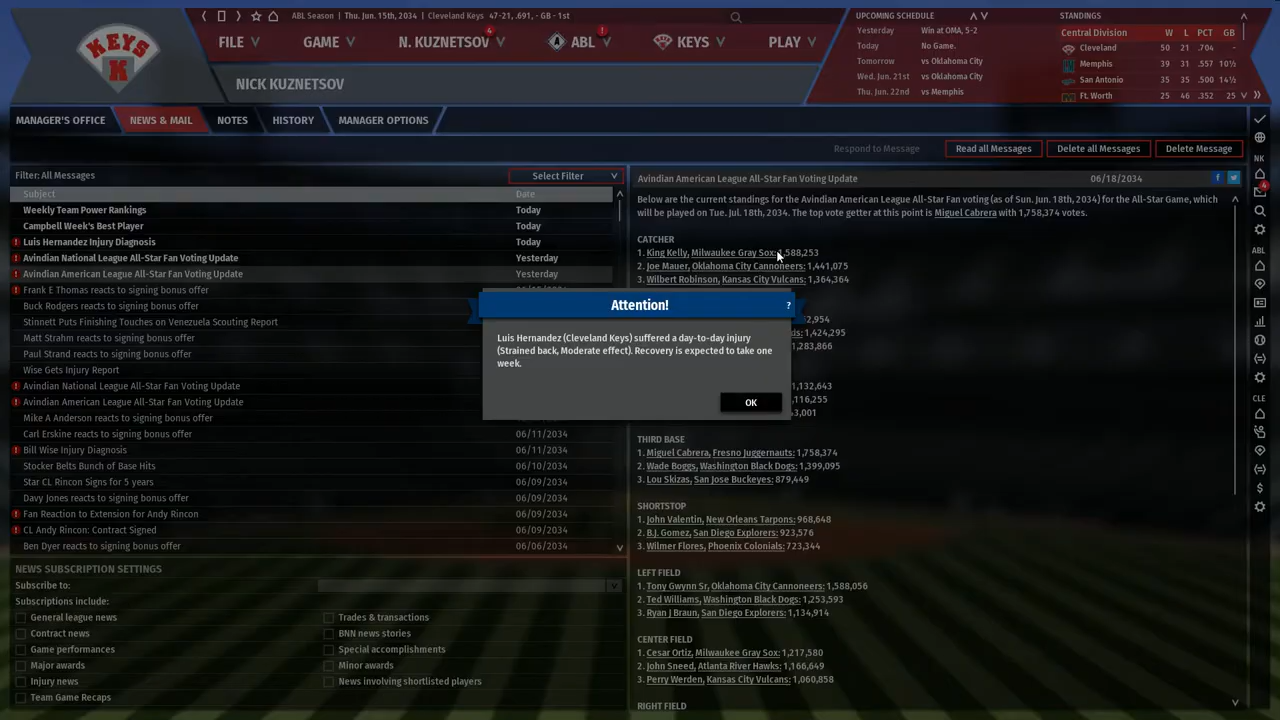 KEYS
K
ABL Season | Thu. Jun. 15th, 2034 | Cleveland Keys 47-21, .691, - GB - 1st
FILE
GAME
N. KUZNETSOV
4
ABL
!
KEYS
PLAY
NICK KUZNETSOV
UPCOMING SCHEDULE
Yesterday Win at OMA, 5-2
Today No Game.
Tomorrow vs Oklahoma City
Wed. Jun. 21st vs Oklahoma City
Thu. Jun. 22nd vs Memphis
STANDINGS
Central Division W L PCT GB
Cleveland 50 21 .704 -
Memphis 39 31 .557 10½
San Antonio 35 35 .500 14½
Ft. Worth 25 46 .352 25
MANAGER'S OFFICE
NEWS & MAIL
NOTES
HISTORY
MANAGER OPTIONS
Respond to Message
Read all Messages
Delete all Messages
Delete Message
Filter: All Messages
Select Filter
Subject Date
Weekly Team Power Rankings Today
Campbell Week's Best Player Today
Luis Hernandez Injury Diagnosis Today
Avindian National League All-Star Fan Voting Update Yesterday
Avindian American League All-Star Fan Voting Update Yesterday
Frank E Thomas reacts to signing bonus offer
Buck Rodgers reacts to signing bonus offer
Stinnett Puts Finishing Touches on Venezuela Scouting Report
Matt Strahm reacts to signing bonus offer
Paul Strand reacts to signing bonus offer
Wise Gets Injury Report
Avindian National League All-Star Fan Voting Update
Avindian American League All-Star Fan Voting Update
Mike A Anderson reacts to signing bonus offer
Carl Erskine reacts to signing bonus offer 06/11/2034
Bill Wise Injury Diagnosis 06/11/2034
Stocker Belts Bunch of Base Hits 06/10/2034
Star CL Rincon Signs for 5 years 06/09/2034
Davy Jones reacts to signing bonus offer 06/09/2034
Fan Reaction to Extension for Andy Rincon 06/09/2034
CL Andy Rincon: Contract Signed 06/09/2034
Ben Dyer reacts to signing bonus offer 06/06/2034
NEWS SUBSCRIPTION SETTINGS
Subscribe to:
Subscriptions include:
General league news
Trades & transactions
Contract news
BNN news stories
Game performances
Special accomplishments
Major awards
Minor awards
Injury news
News involving shortlisted players
Team Game Recaps
Avindian American League All-Star Fan Voting Update 06/18/2034
Below are the current standings for the Avindian American League All-Star Fan voting (as of Sun. Jun. 18th, 2034) for the All-Star Game, which
will be played on Tue. Jul. 18th, 2034. The top vote getter at this point is Miguel Cabrera with 1,758,374 votes.
CATCHER
1. King Kelly, Milwaukee Gray Sox: 1,588,253
2. Joe Mauer, Oklahoma City Cannoneers: 1,441,075
3. Wilbert Robinson, Kansas City Vulcans: 1,364,364
Attention!
?
Luis Hernandez (Cleveland Keys) suffered a day-to-day injury
(Strained back, Moderate effect). Recovery is expected to take one
week.
OK
2,954
ds: 1,424,295
,283,866
1,132,643
,116,255
3,001
THIRD BASE
1. Miguel Cabrera, Fresno Juggernauts: 1,758,374
2. Wade Boggs, Washington Black Dogs: 1,399,095
3. Lou Skizas, San Jose Buckeyes: 879,449
SHORTSTOP
1. John Valentin, New Orleans Tarpons: 968,648
2. B.J. Gomez, San Diego Explorers: 923,576
3. Wilmer Flores, Phoenix Colonials: 723,344
LEFT FIELD
1. Tony Gwynn Sr, Oklahoma City Cannoneers: 1,588,056
2. Ted Williams, Washington Black Dogs: 1,253,593
3. Ryan J Braun, San Diego Explorers: 1,134,914
CENTER FIELD
1. Cesar Ortiz, Milwaukee Gray Sox: 1,217,580
2. John Sneed, Atlanta River Hawks: 1,166,649
3. Perry Werden, Kansas City Vulcans: 1,060,858
RIGHT FIELD
NK
4
ABL
CLE